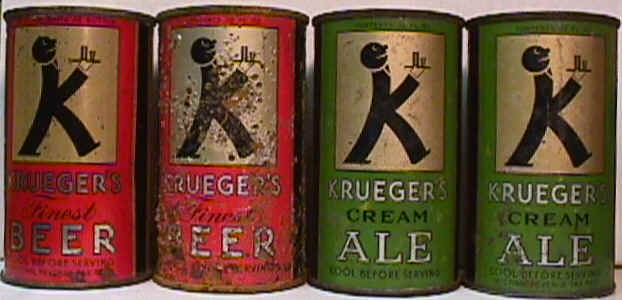 KRUEGER'S
Finest
BEER
COOL BEFORE SERVING
KRUEGER'S
Finest
BEER
SERVING
KRUEGER'S
CREAM
ALE
COOL BEFORE SERVING
KRUEGER'S
CREAM
ALE
COOL BEFORE SERVING